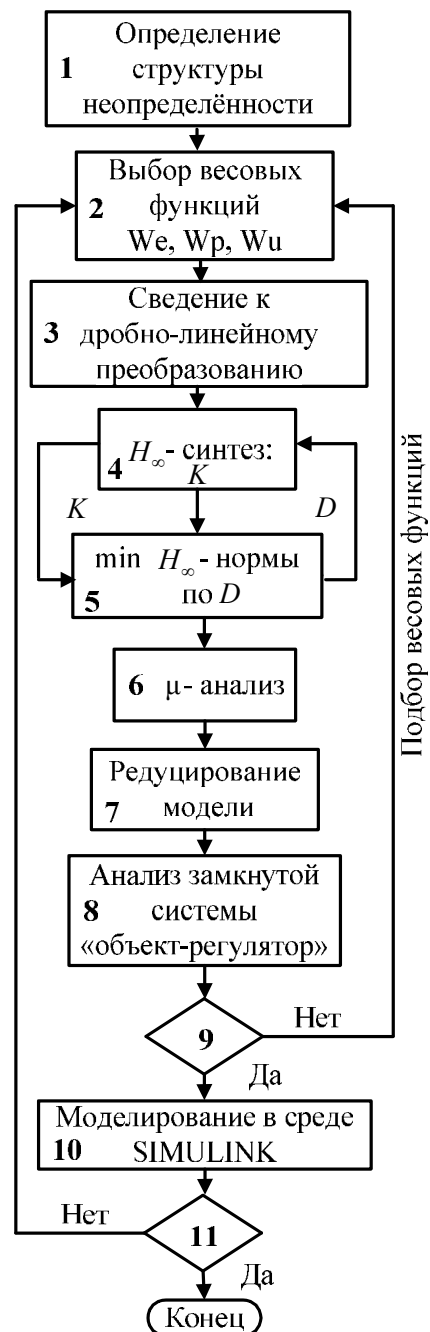 Определение
1 структуры
неопределённости
Выбор весовых
2 функций
We, Wp, Wu
Сведение к
3 дробно-линейному
преобразованию
H∞- синтез:
4 K
K
D
min H∞- нормы
5 по D
6 μ- анализ
Редуцирование
7 модели
Анализ замкнутой
8 системы
«объект-регулятор»
9
Нет
Да
Подбор весовых функций
Моделирование в среде
10 SIMULINK
Нет
11
Да
Конец